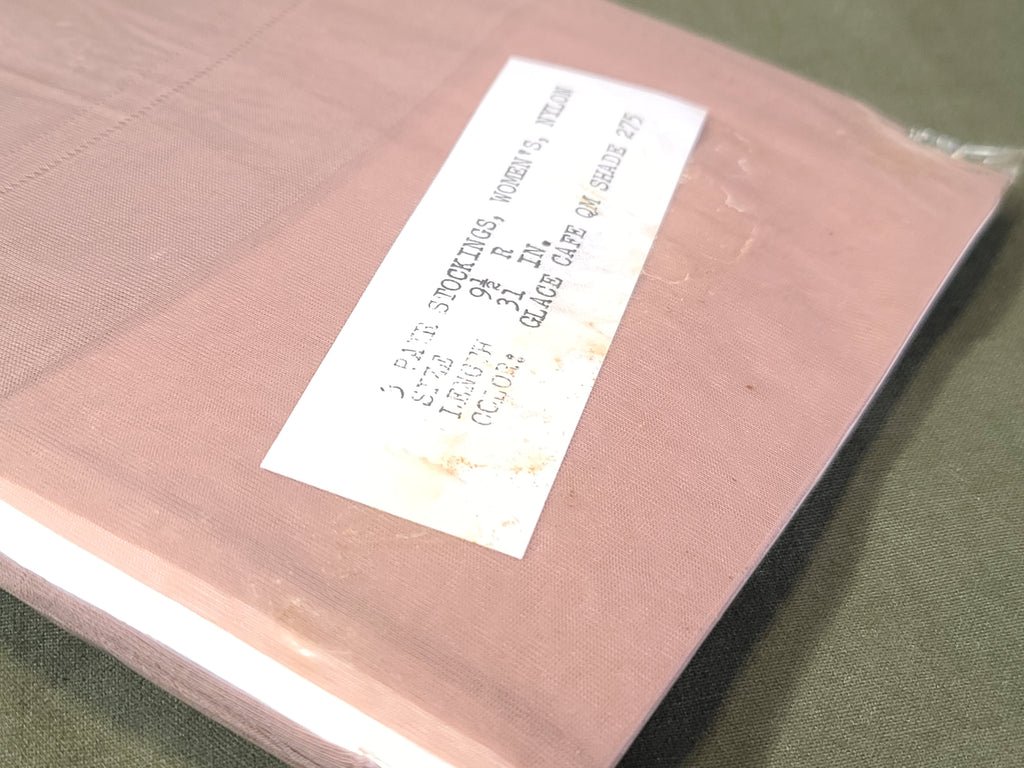 3 PAIR STOCKINGS, WOMEN'S, NYLON
SIZE 9½ R
LENGTH 31 IN.
COLOR: GLACE CAFE QM SHADE 275